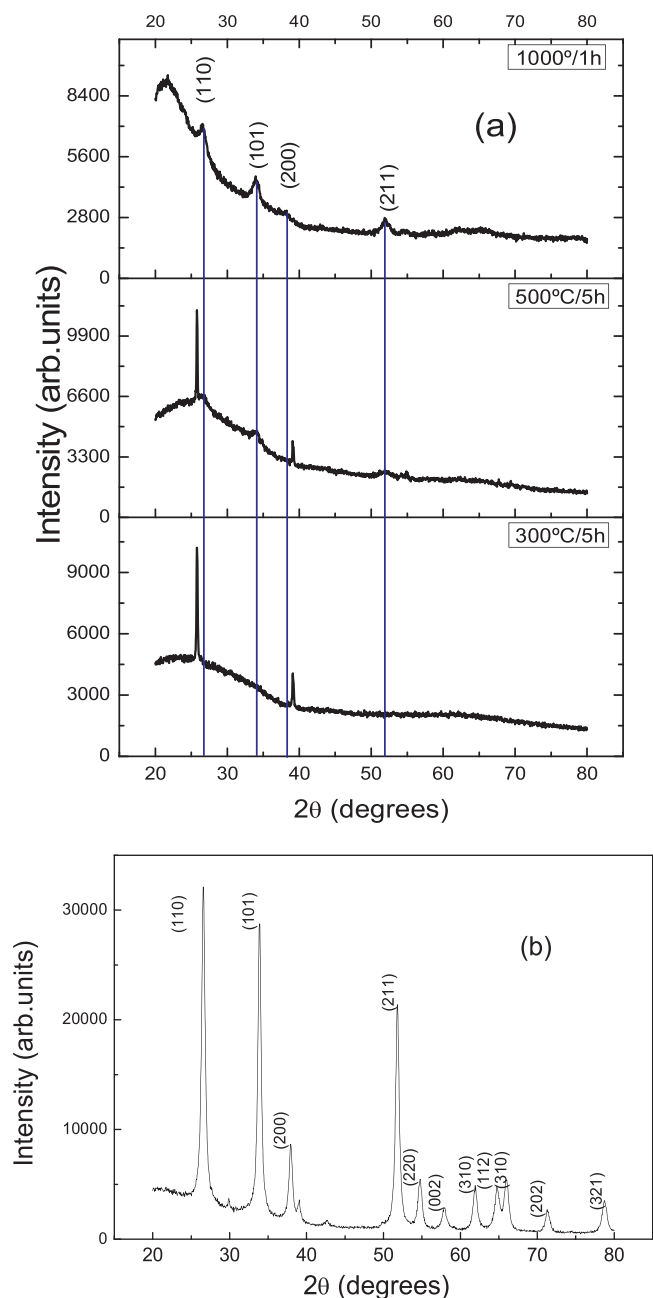 20 30 40 50 60 70 80
1000º/1h
(a)
(110)
(101)
(200)
(211)
8400
5600
2800
0
500ºC/5h
9900
6600
3300
0
300ºC/5h
9000
6000
3000
0
Intensity (arb.units)
20 30 40 50 60 70 80
2θ (degrees)
(b)
(110)
(101)
(200)
(211)
(220)
(002)
(310)
(112)
(310)
(202)
(321)
30000
20000
10000
0
Intensity (arb.units)
20 30 40 50 60 70 80
2θ (degrees)